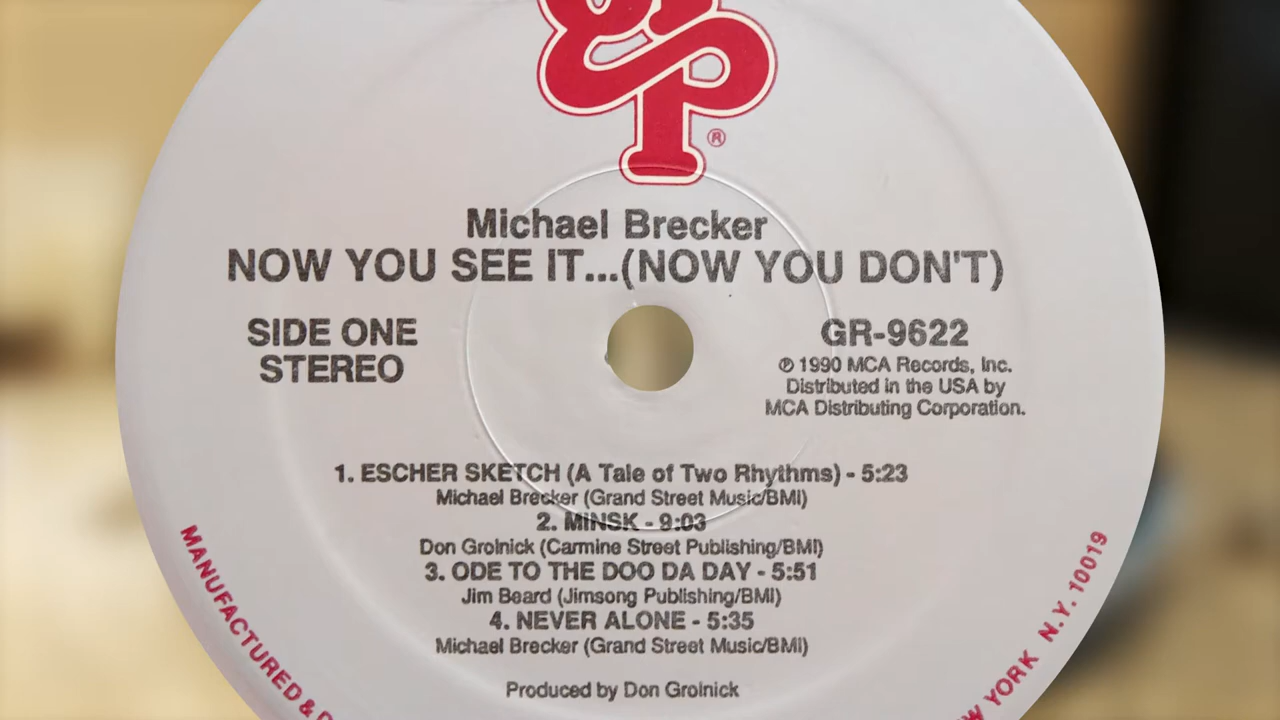 GRP
®
Michael Brecker
NOW YOU SEE IT...(NOW YOU DON'T)
SIDE ONE
STEREO
GR-9622
℗ 1990 MCA Records, Inc.
Distributed in the USA by
MCA Distributing Corporation.
1. ESCHER SKETCH (A Tale of Two Rhythms) - 5:23
Michael Brecker (Grand Street Music/BMI)
2. MINSK - 9:03
Don Grolnick (Carmine Street Publishing/BMI)
3. ODE TO THE DOO DA DAY - 5:51
Jim Beard (Jimsong Publishing/BMI)
4. NEVER ALONE - 5:35
Michael Brecker (Grand Street Music/BMI)
Produced by Don Grolnick
MANUFACTURED &
YORK N.Y. 10019